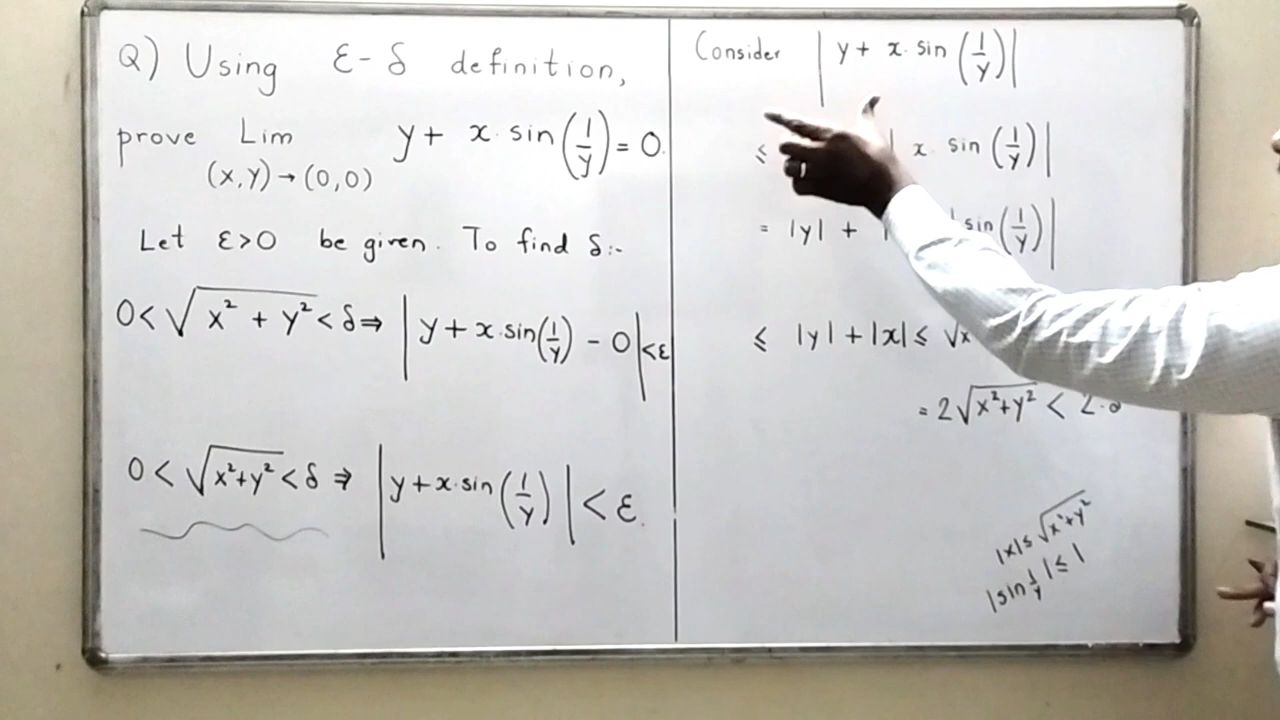 Q) Using ε-δ definition,
prove Lim y + x · sin (1/y) = 0.
(x,y) → (0,0)
Let ε>0 be given. To find δ:-
0 < √x² + y² < δ ⇒ | y + x · sin(1/y) - 0 | < ε
0 < √x²+y² < δ ⇒ | y + x · sin (1/y) | < ε.
Consider | y + x · sin (1/y) |
≤ | x · sin (1/y) |
= |y| + | sin (1/y) |
≤ |y| + |x| ≤ √x
= 2√x²+y² < 2·δ
|x| ≤ √x²+y²
|sin 1/y| ≤ 1